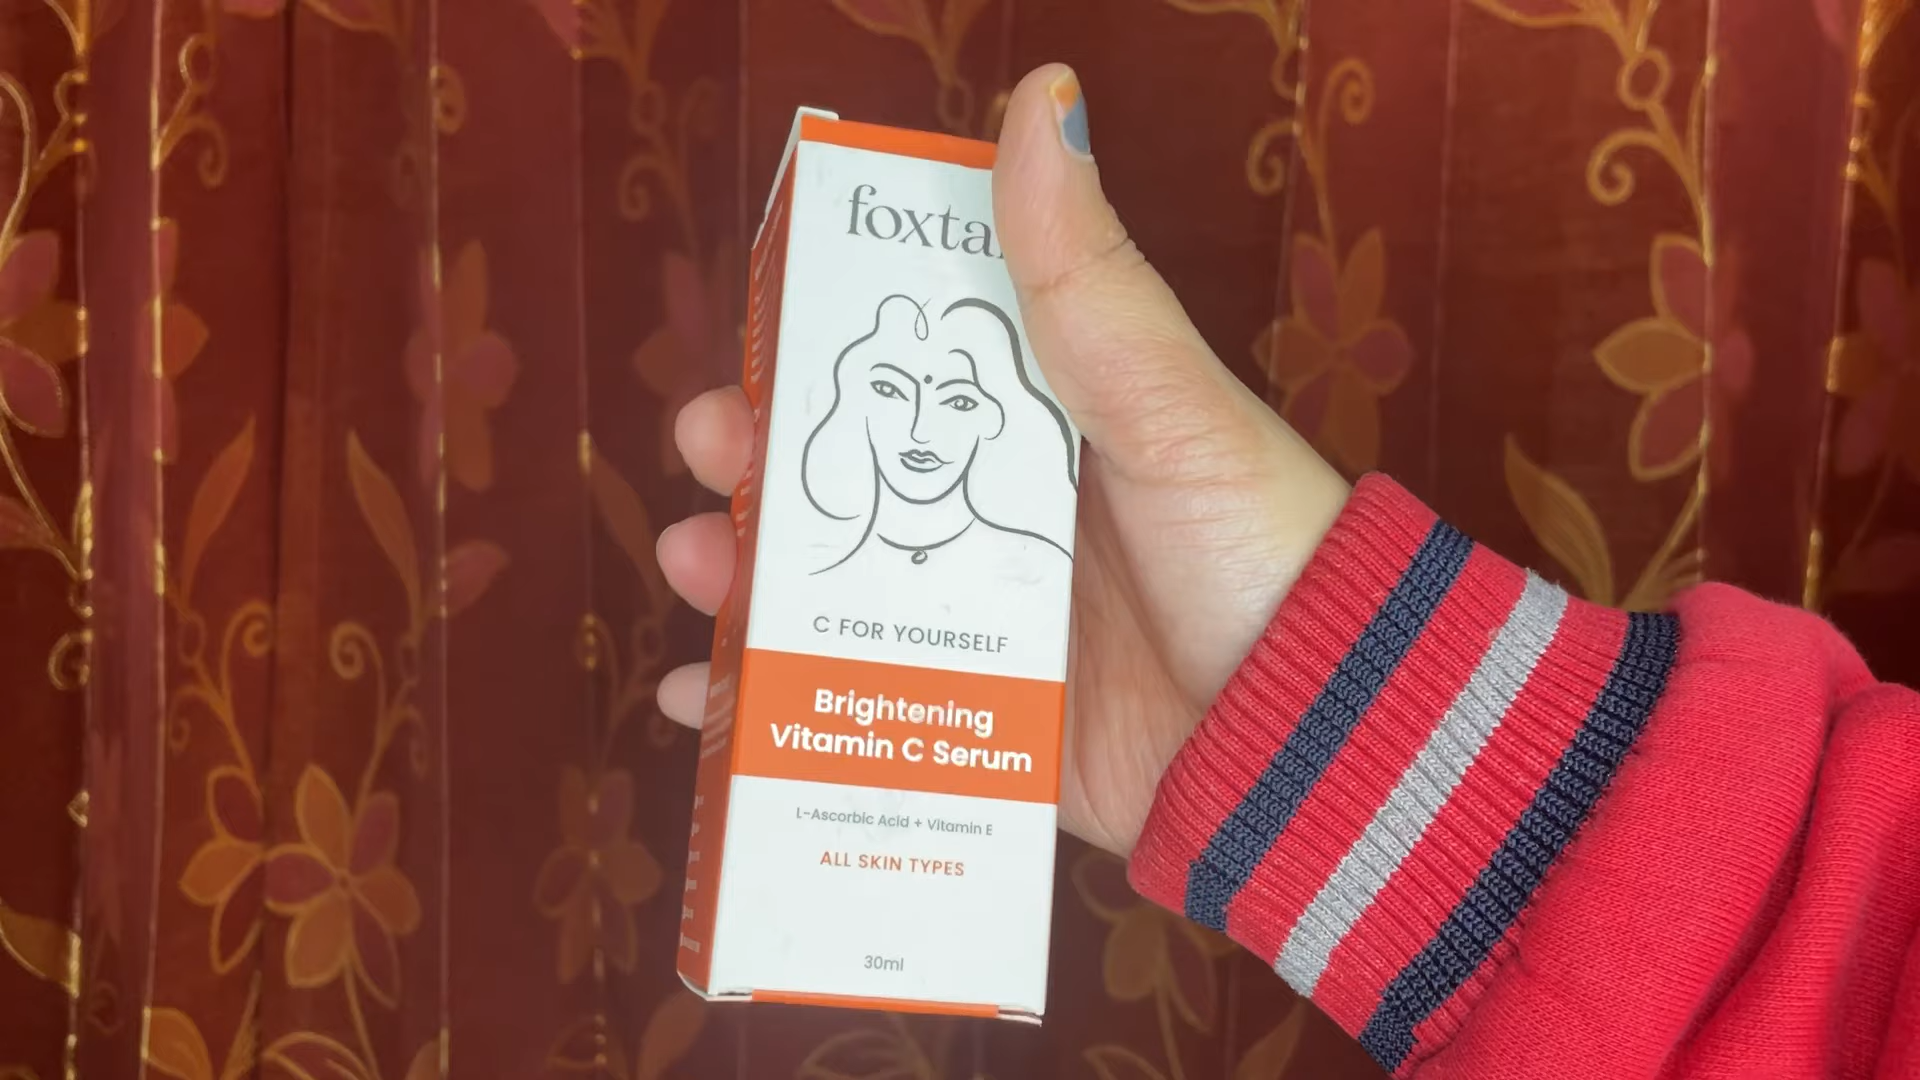 foxta
C FOR YOURSELF
Brightening
Vitamin C Serum
L-Ascorbic Acid + Vitamin E
ALL SKIN TYPES
30ml